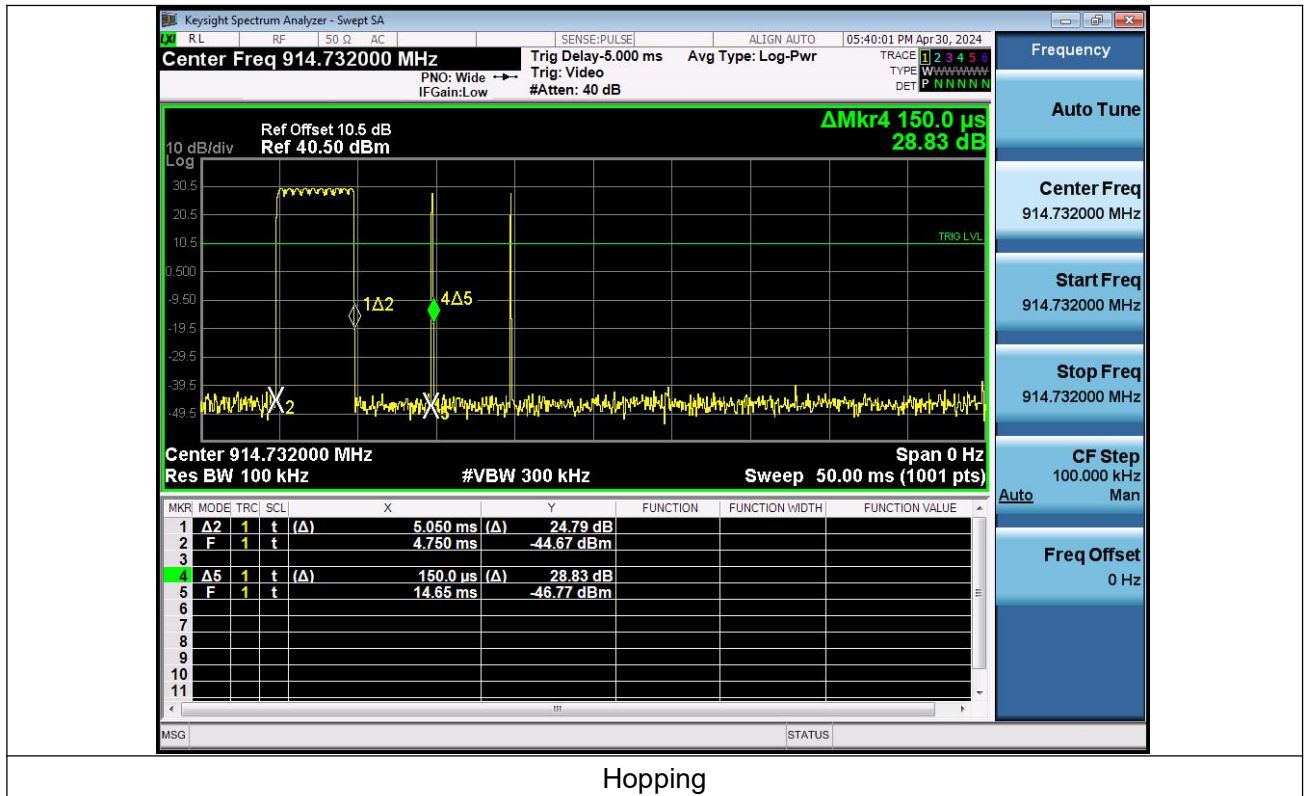 Keysight Spectrum Analyzer - Swept SA
LXI RL RF 50 Ω AC SENSE:PULSE ALIGN AUTO 05:40:01 PM Apr 30, 2024
Center Freq 914.732000 MHz Trig Delay-5.000 ms Avg Type: Log-Pwr TRACE 1 2 3 4 5 6
PNO: Wide Trig: Video TYPE WWWWWW
IFGain:Low #Atten: 40 dB DET P N N N N N
ΔMkr4 150.0 µs
28.83 dB
Ref Offset 10.5 dB
10 dB/div Ref 40.50 dBm
Log
30.5
20.5
10.5
TRIG LVL
0.500
-9.50
-19.5
-29.5
-39.5
-49.5
1Δ2
4Δ5
2
5
Center 914.732000 MHz Span 0 Hz
Res BW 100 kHz #VBW 300 kHz Sweep 50.00 ms (1001 pts)
MKR MODE TRC SCL X Y FUNCTION FUNCTION WIDTH FUNCTION VALUE
1 Δ2 1 t (Δ) 5.050 ms (Δ) 24.79 dB
2 F 1 t 4.750 ms -44.67 dBm
3
4 Δ5 1 t (Δ) 150.0 µs (Δ) 28.83 dB
5 F 1 t 14.65 ms -46.77 dBm
6
7
8
9
10
11
MSG STATUS
Frequency
Auto Tune
Center Freq
914.732000 MHz
Start Freq
914.732000 MHz
Stop Freq
914.732000 MHz
CF Step
100.000 kHz
Auto Man
Freq Offset
0 Hz
Hopping